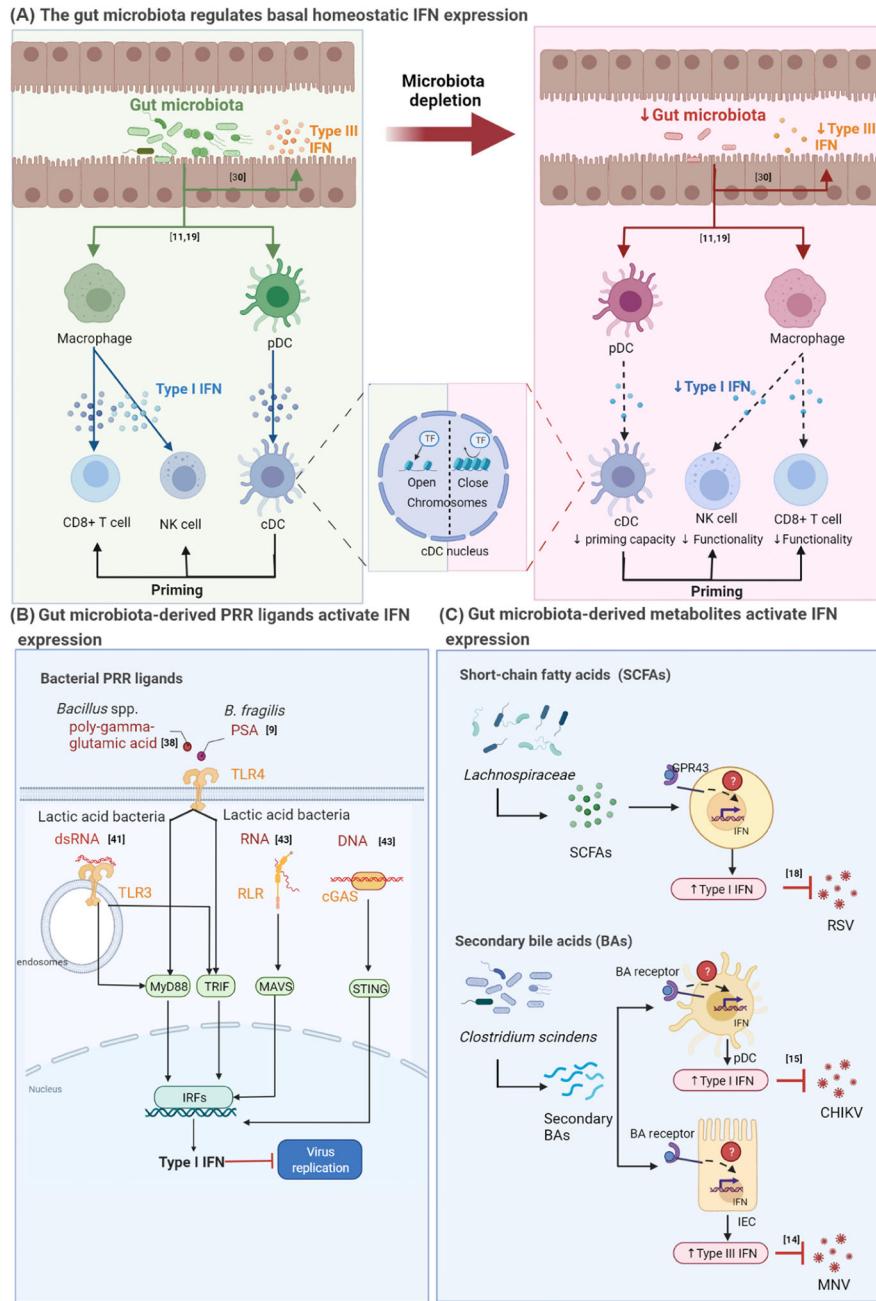 (A) The gut microbiota regulates basal homeostatic IFN expression
Gut microbiota
Type III
IFN
[30]
[11,19]
Macrophage
pDC
Type I IFN
CD8+ T cell
NK cell
cDC
Priming
Microbiota
depletion
TF
TF
Open
Close
Chromosomes
cDC nucleus
↓Gut microbiota
↓Type III
IFN
[30]
[11,19]
pDC
Macrophage
↓Type I IFN
cDC
↓ priming capacity
NK cell
↓ Functionality
CD8+ T cell
↓Functionality
Priming
(B) Gut microbiota-derived PRR ligands activate IFN
expression
Bacterial PRR ligands
Bacillus spp.
poly-gamma-
glutamic acid [38]
B. fragilis
PSA [9]
TLR4
Lactic acid bacteria
dsRNA [41]
TLR3
endosomes
Lactic acid bacteria
RNA [43]
RLR
DNA [43]
cGAS
MyD88
TRIF
MAVS
STING
Nucleus
IRFs
Type I IFN
Virus
replication
(C) Gut microbiota-derived metabolites activate IFN
expression
Short-chain fatty acids (SCFAs)
Lachnospiraceae
SCFAs
GPR43
?
IFN
↑Type I IFN
[18]
RSV
Secondary bile acids (BAs)
Clostridium scindens
Secondary
BAs
BA receptor
?
IFN
pDC
↑Type I IFN
[15]
CHIKV
BA receptor
?
IFN
IEC
↑Type III IFN
[14]
MNV